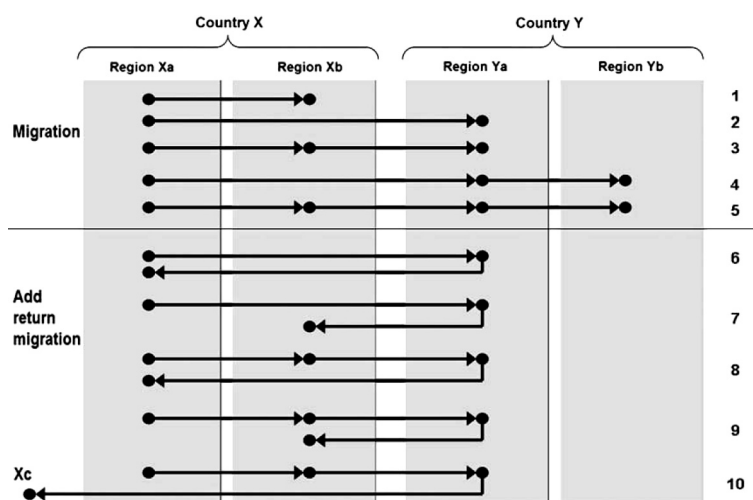 Country X Country Y
Region Xa Region Xb Region Ya Region Yb
1
Migration 2
3
4
5
6
Add
return
migration
7
8
9
Xc 10